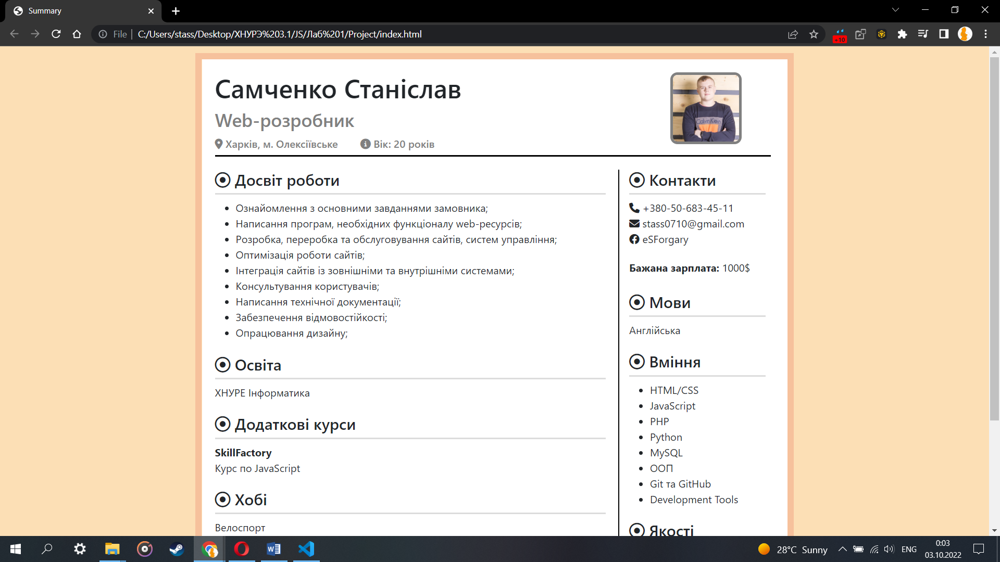 Summary
File
C:/Users/stass/Desktop/ХНУРЭ%203.1/JS/Лаб%201/Project/index.html
+10
Самченко Станіслав
Web-розробник
Харків, м. Олексіївське
Вік: 20 років
Досвіт роботи
Ознайомлення з основними завданнями замовника;
Написання програм, необхідних функціоналу web-ресурсів;
Розробка, переробка та обслуговування сайтів, систем управління;
Оптимізація роботи сайтів;
Інтеграція сайтів із зовнішніми та внутрішніми системами;
Консультування користувачів;
Написання технічної документації;
Забезпечення відмовостійкості;
Опрацювання дизайну;
Освіта
ХНУРЕ Інформатика
Додаткові курси
SkillFactory
Курс по JavaScript
Хобі
Велоспорт
Контакти
+380-50-683-45-11
stass0710@gmail.com
eSForgary
Бажана зарплата: 1000$
Мови
Англійська
Вміння
HTML/CSS
JavaScript
PHP
Python
MySQL
ООП
Git та GitHub
Development Tools
Якості
28°C Sunny
ENG
0:03
03.10.2022